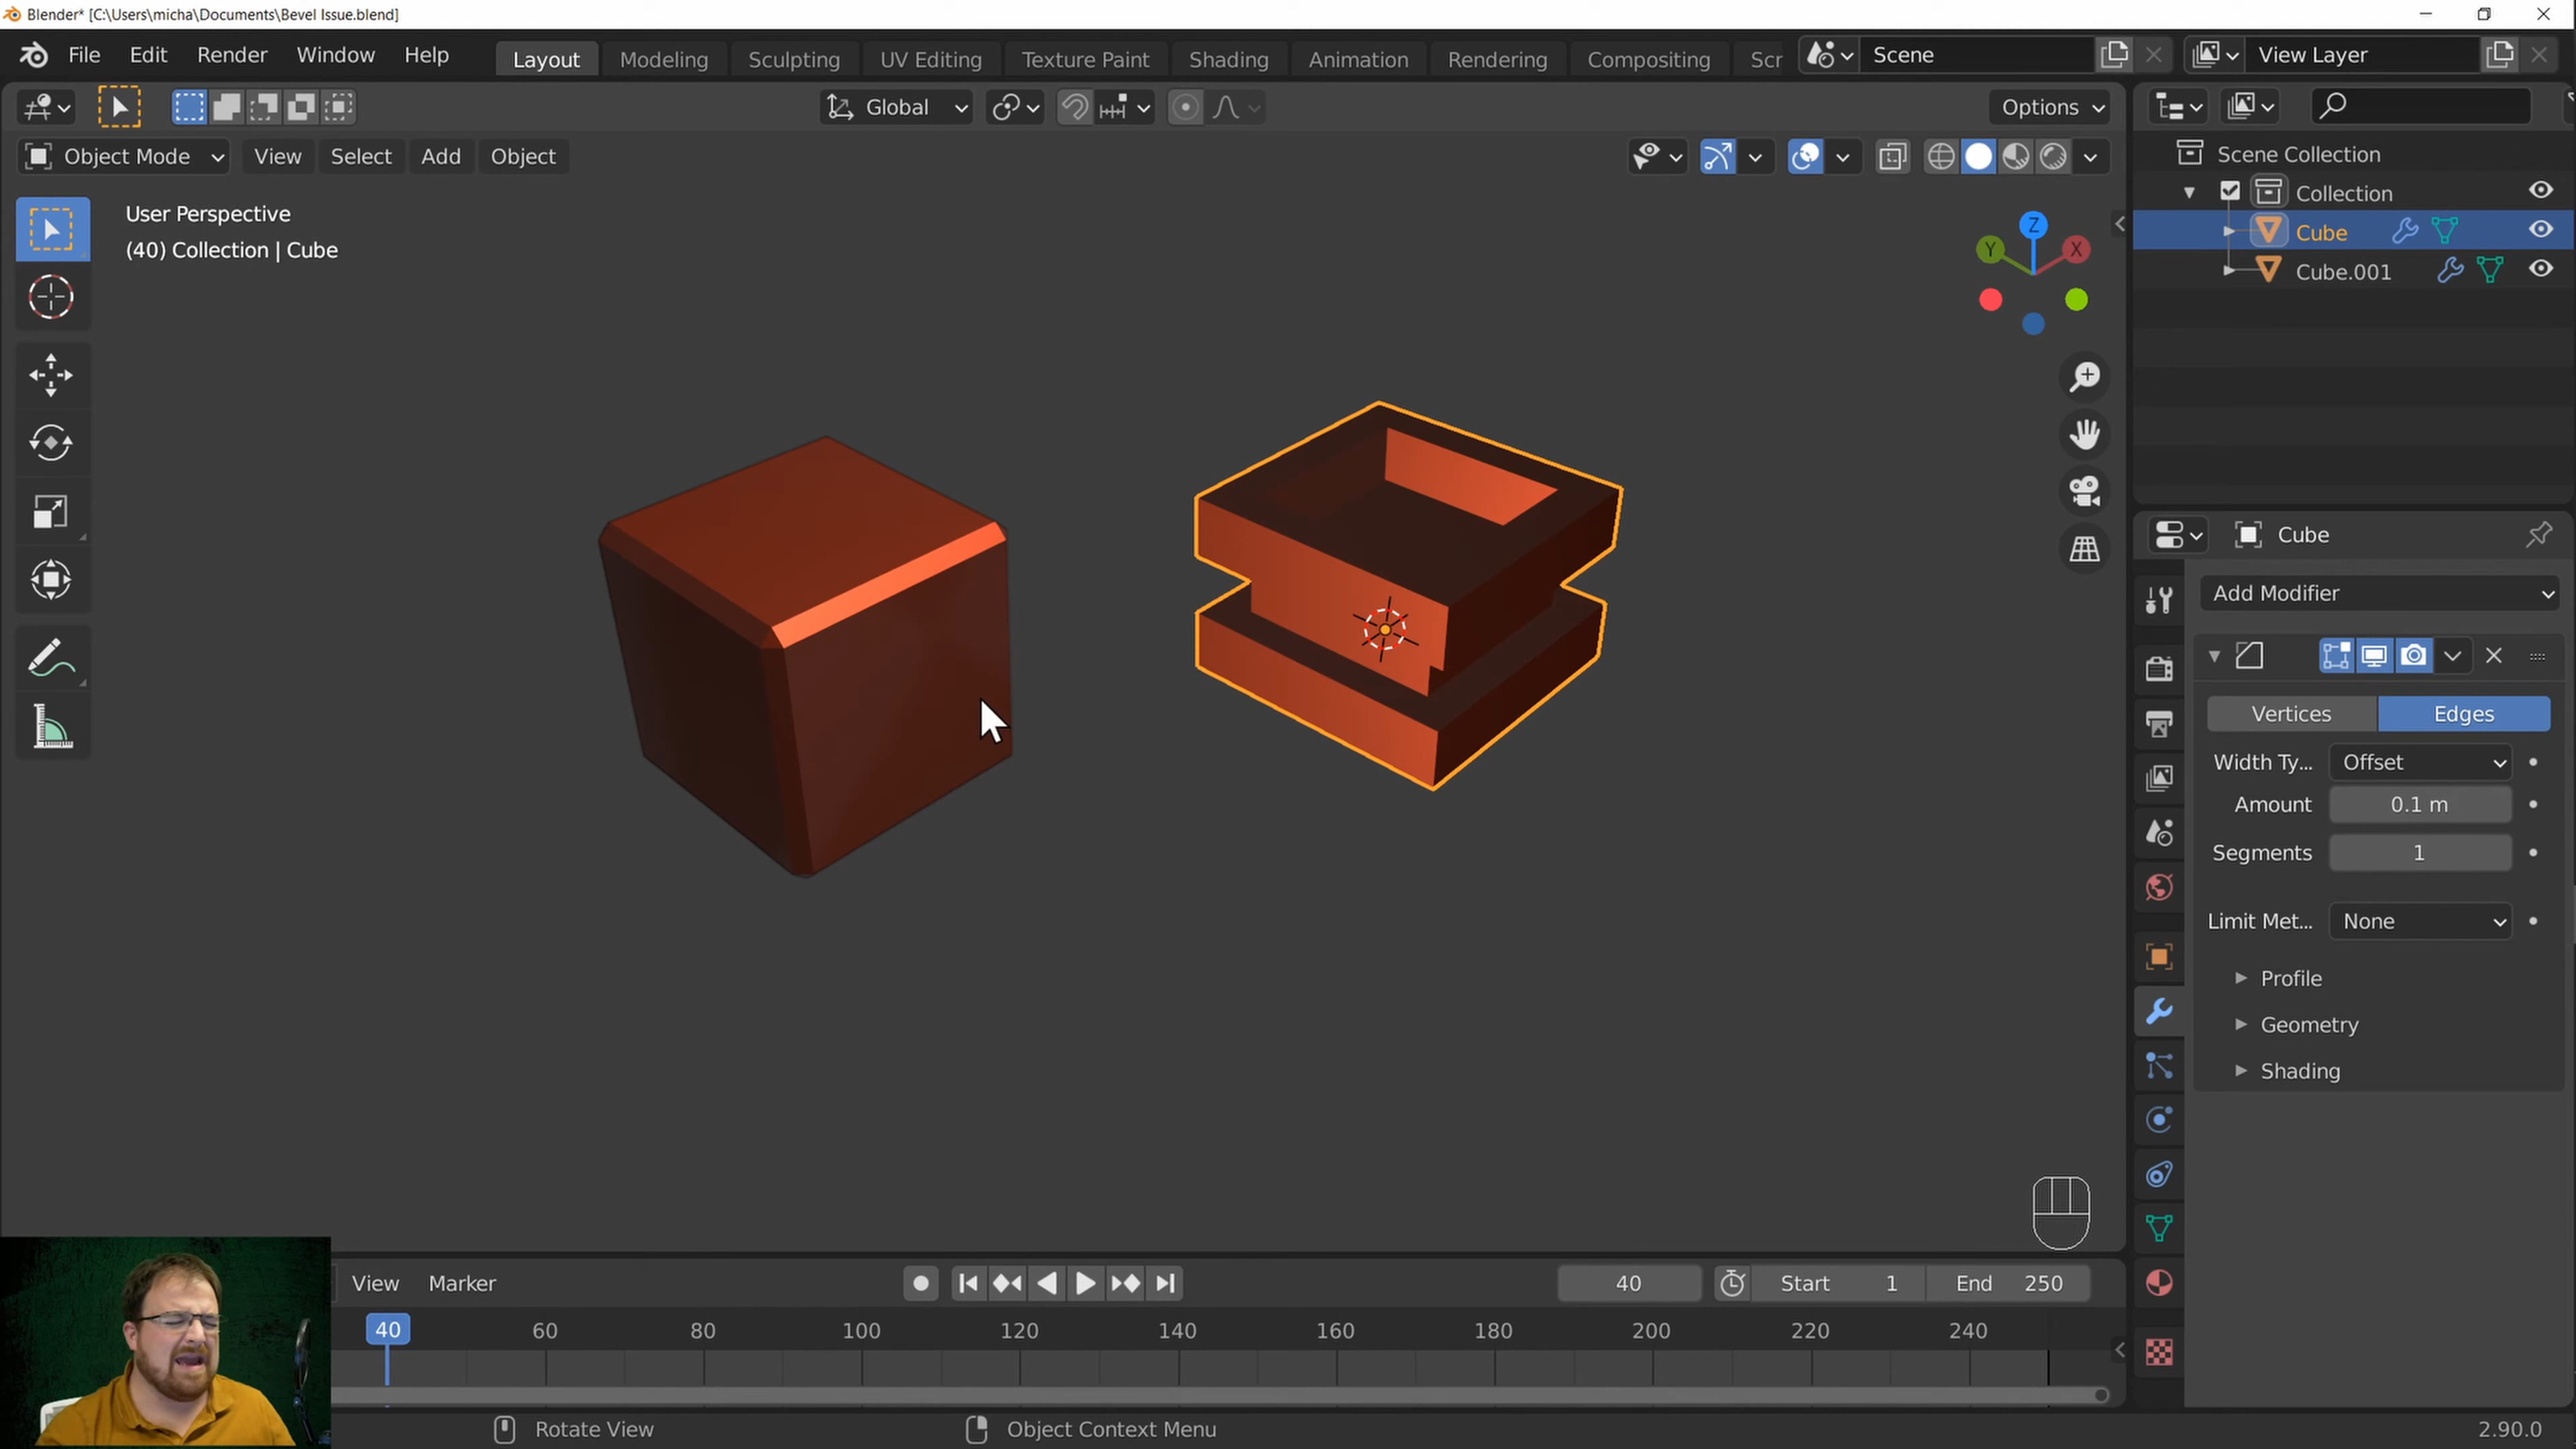 Blender* [C:\Users\micha\Documents\Bevel Issue.blend]
File Edit Render Window Help Layout Modeling Sculpting UV Editing Texture Paint Shading Animation Rendering Compositing Scr Scene View Layer
Global Options
Object Mode View Select Add Object
User Perspective
(40) Collection | Cube
Z
Y X
Scene Collection
Collection
Cube
Cube.001
Cube
Add Modifier
Vertices Edges
Width Ty... Offset
Amount 0.1 m
Segments 1
Limit Met... None
Profile
Geometry
Shading
View Marker 40 Start 1 End 250
40 60 80 100 120 140 160 180 200 220 240
Rotate View Object Context Menu 2.90.0